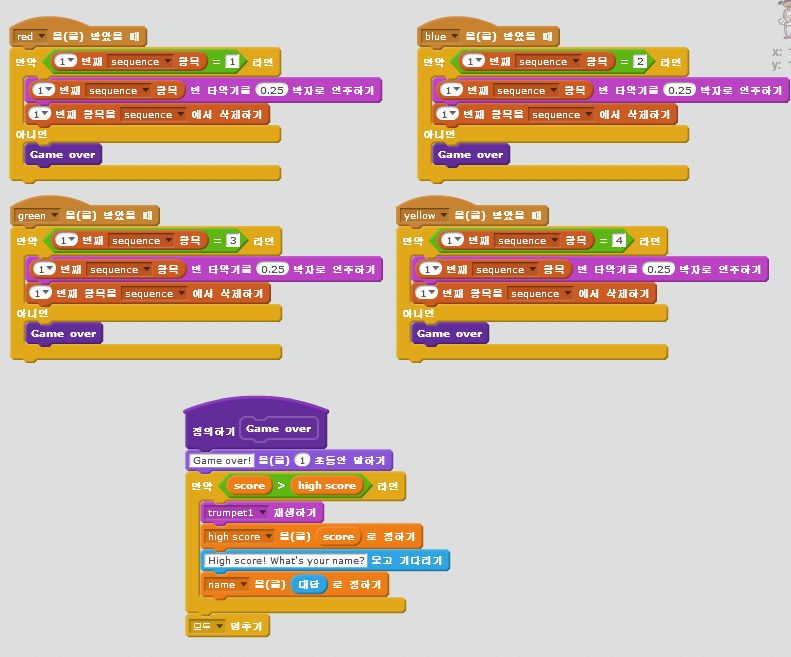 red 을(를) 받았을 때
만약 1 번째 sequence 항목 = 1 라면
1 번째 sequence 항목 번 타악기를 0.25 박자로 연주하기
1 번째 항목을 sequence 에서 삭제하기
아니면
Game over
blue 을(를) 받았을 때
만약 1 번째 sequence 항목 = 2 라면
1 번째 sequence 항목 번 타악기를 0.25 박자로 연주하기
1 번째 항목을 sequence 에서 삭제하기
아니면
Game over
x:
y:
green 을(를) 받았을 때
만약 1 번째 sequence 항목 = 3 라면
1 번째 sequence 항목 번 타악기를 0.25 박자로 연주하기
1 번째 항목을 sequence 에서 삭제하기
아니면
Game over
yellow 을(를) 받았을 때
만약 1 번째 sequence 항목 = 4 라면
1 번째 sequence 항목 번 타악기를 0.25 박자로 연주하기
1 번째 항목을 sequence 에서 삭제하기
아니면
Game over
정의하기 Game over
Game over! 을(를) 1 초동안 말하기
만약 score > high score 라면
trumpet1 재생하기
high score 을(를) score 로 정하기
High score! What's your name? 묻고 기다리기
name 을(를) 대답 로 정하기
모두 멈추기